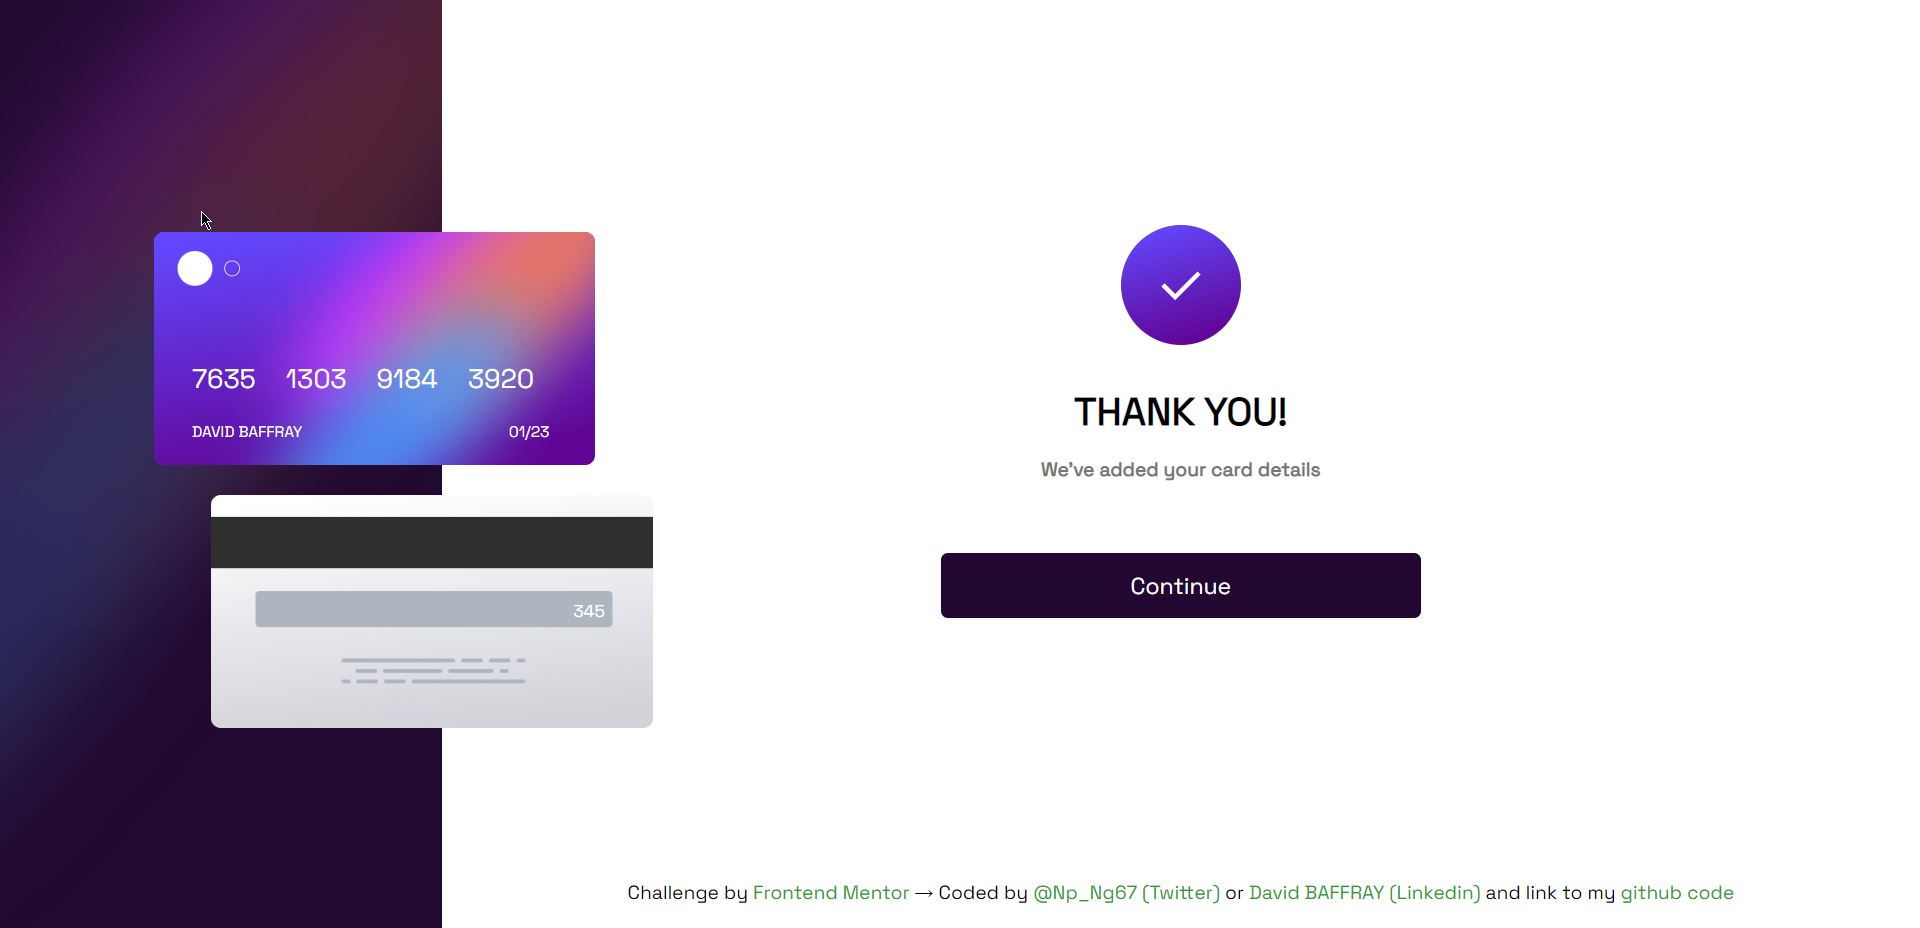 7635 1303 9184 3920
DAVID BAFFRAY 01/23
345
THANK YOU!
We've added your card details
Continue
Challenge by Frontend Mentor → Coded by @Np_Ng67 (Twitter) or David BAFFRAY (Linkedin) and link to my github code